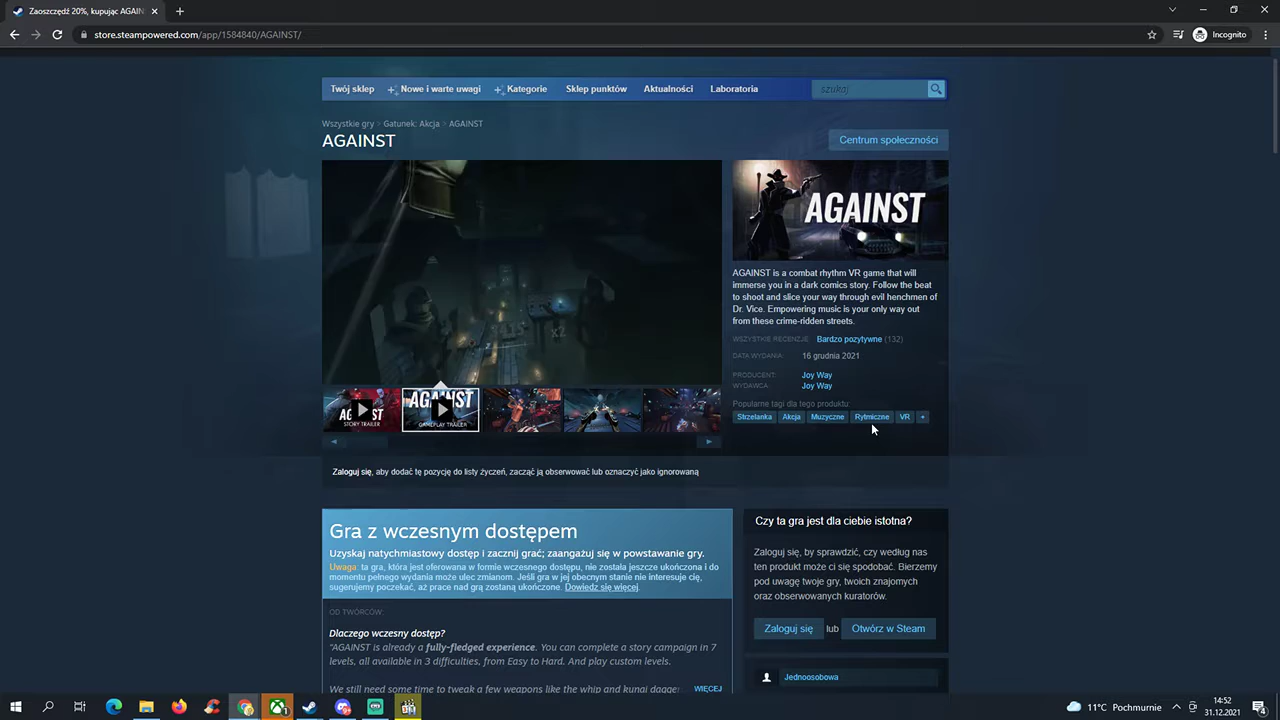 Zaoszczędź 20%, kupując AGAIN
store.steampowered.com/app/1584840/AGAINST/
Incognito
Twój sklep
Nowe i warte uwagi
Kategorie
Sklep punktów
Aktualności
Laboratoria
szukaj
Wszystkie gry > Gatunek: Akcja > AGAINST
AGAINST
Centrum społeczności
AGAINST
x2
AGAINST is a combat rhythm VR game that will
immerse you in a dark comics story. Follow the beat
to shoot and slice your way through evil henchmen of
Dr. Vice. Empowering music is your only way out
from these crime-ridden streets.
WSZYSTKIE RECENZJE: Bardzo pozytywne (132)
DATA WYDANIA: 16 grudnia 2021
PRODUCENT: Joy Way
WYDAWCA: Joy Way
Popularne tagi dla tego produktu:
Strzelanka Akcja Muzyczne Rytmiczne VR +
AGAINST
STORY TRAILER
AGAINST
GAMEPLAY TRAILER
Zaloguj się, aby dodać tę pozycję do listy życzeń, zacząć ją obserwować lub oznaczyć jako ignorowaną
Gra z wczesnym dostępem
Uzyskaj natychmiastowy dostęp i zacznij grać; zaangażuj się w powstawanie gry.
Uwaga: ta gra, która jest oferowana w formie wczesnego dostępu, nie została jeszcze ukończona i do
momentu pełnego wydania może ulec zmianom. Jeśli gra w jej obecnym stanie nie interesuje cię,
sugerujemy poczekać, aż prace nad grą zostaną ukończone. Dowiedz się więcej.
OD TWÓRCÓW:
Dlaczego wczesny dostęp?
"AGAINST is already a fully-fledged experience. You can complete a story campaign in 7
levels, all available in 3 difficulties, from Easy to Hard. And play custom levels.
We still need some time to tweak a few weapons like the whip and kunai dagger
WIĘCEJ
Czy ta gra jest dla ciebie istotna?
Zaloguj się, by sprawdzić, czy według nas
ten produkt może ci się spodobać. Bierzemy
pod uwagę twoje gry, twoich znajomych
oraz obserwowanych kuratorów.
Zaloguj się lub Otwórz w Steam
Jednoosobowa
11°C Pochmurnie
14:52
31.12.2021